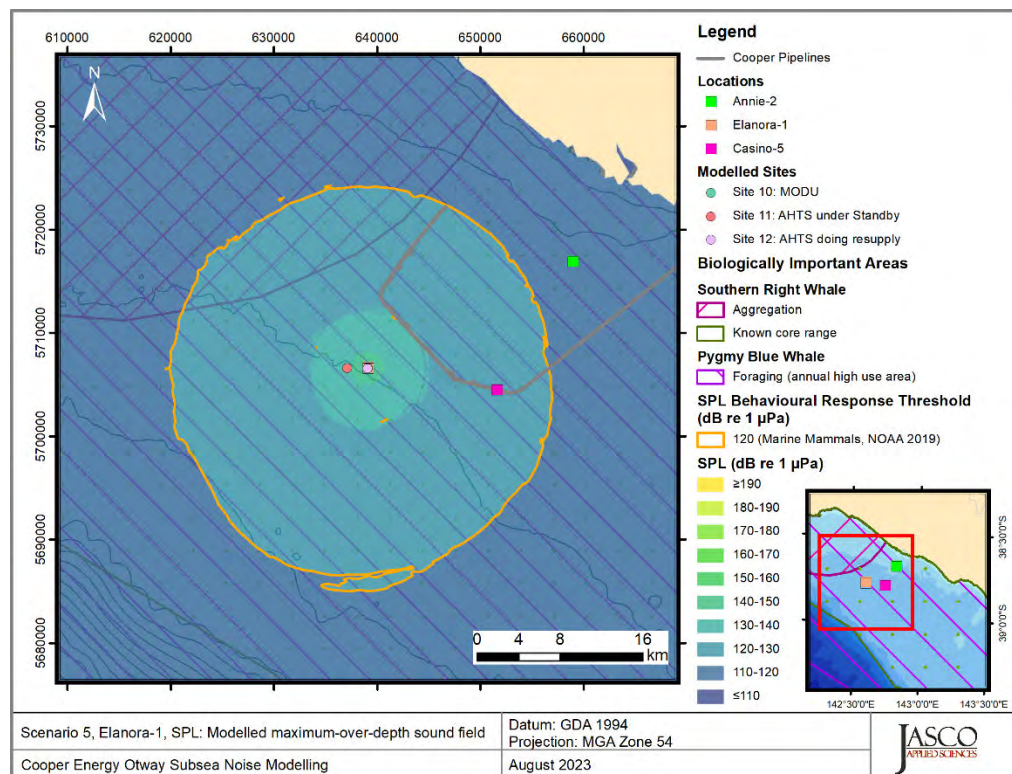 610000 620000 630000 640000 650000 660000
5730000
5720000
5710000
5700000
5690000
5680000
N
0 4 8 16
km
Legend
Cooper Pipelines
Locations
Annie-2
Elanora-1
Casino-5
Modelled Sites
Site 10: MODU
Site 11: AHTS under Standby
Site 12: AHTS doing resupply
Biologically Important Areas
Southern Right Whale
Aggregation
Known core range
Pygmy Blue Whale
Foraging (annual high use area)
SPL Behavioural Response Threshold
(dB re 1 µPa)
120 (Marine Mammals, NOAA 2019)
SPL (dB re 1 µPa)
≥190
180-190
170-180
160-170
150-160
140-150
130-140
120-130
110-120
≤110
38°30'S
39°0'S
142°30'0"E 143°0'0"E 143°30'E
Scenario 5, Elanora-1, SPL: Modelled maximum-over-depth sound field
Datum: GDA 1994
Projection: MGA Zone 54
Cooper Energy Otway Subsea Noise Modelling
August 2023
JASCO
APPLIED SCIENCES